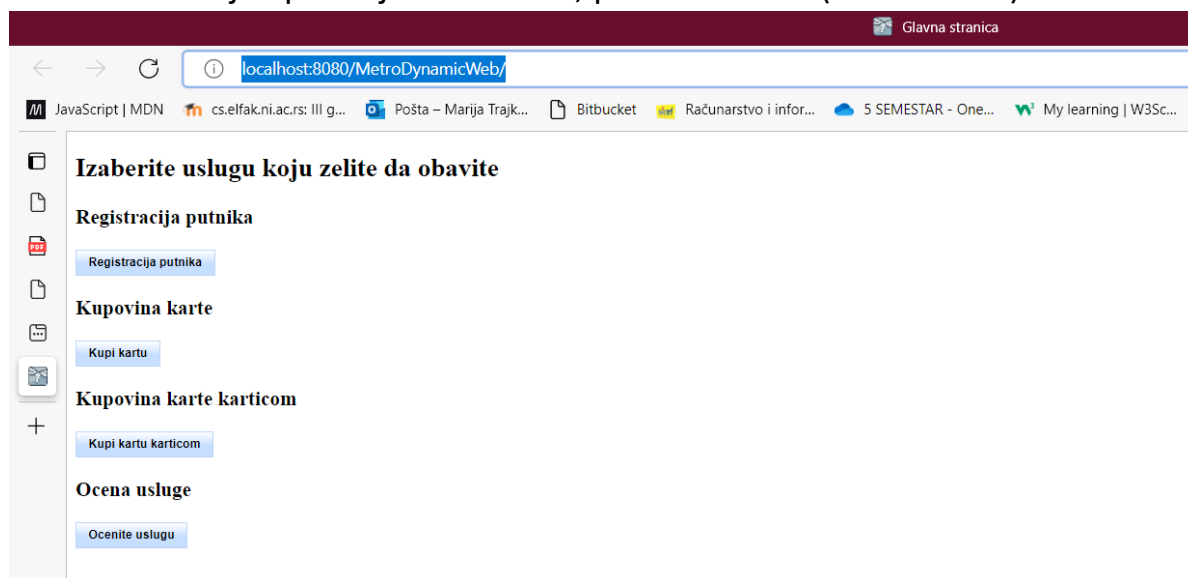 Glavna stranica
localhost:8080/MetroDynamicWeb/
JavaScript | MDN cs.elfak.ni.ac.rs: III g... Pošta – Marija Trajk... Bitbucket Računarstvo i infor... 5 SEMESTAR - One... My learning | W3Sc...
Izaberite uslugu koju zelite da obavite
Registracija putnika
Registracija putnika
Kupovina karte
Kupi kartu
Kupovina karte karticom
Kupi kartu karticom
Ocena usluge
Ocenite uslugu